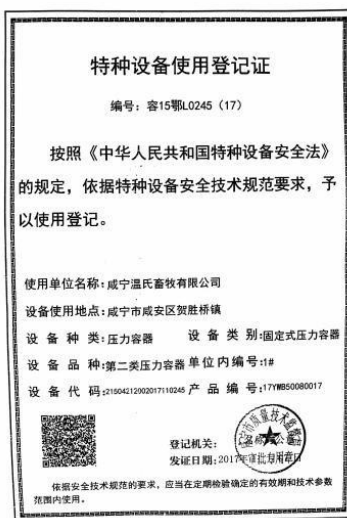 特种设备使用登记证
编号：容15鄂L0245（17）
按照《中华人民共和国特种设备安全法》
的规定，依据特种设备安全技术规范要求，予
以使用登记。
使用单位名称：咸宁温氏畜牧有限公司
设备使用地点：咸宁市咸安区贺胜桥镇
设备种类：压力容器 设备类别：固定式压力容器
设备品种：第二类压力容器 单位内编号：1#
设备代码：21504212002017110245 产品编号：17YMB50080017
登记机关：
发证日期：2017年
审批专用章
依据安全技术规范的要求，应当在定期检验确定的有效期和技术参数
范围内使用。